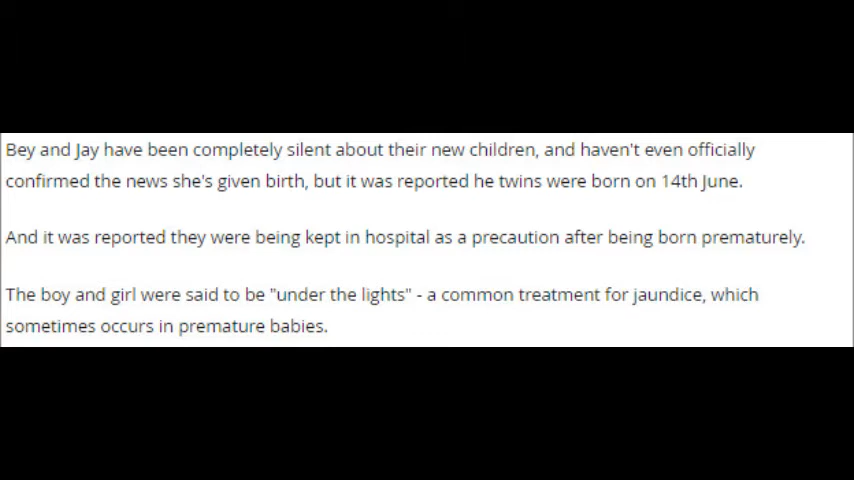 Bey and Jay have been completely silent about their new children, and haven't even officially
confirmed the news she's given birth, but it was reported he twins were born on 14th June.
And it was reported they were being kept in hospital as a precaution after being born prematurely.
The boy and girl were said to be "under the lights" - a common treatment for jaundice, which
sometimes occurs in premature babies.